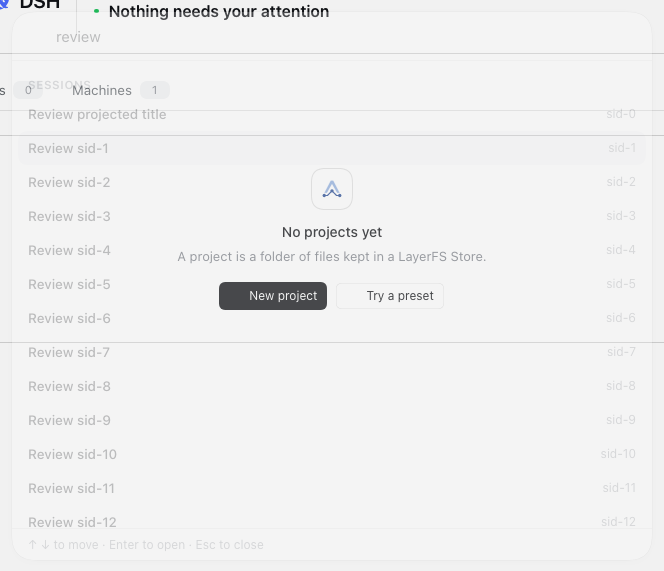 DSH
Nothing needs your attention
review
SESSIONS
s 0 Machines 1
Review projected title sid-0
Review sid-1 sid-1
Review sid-2 sid-2
Review sid-3 sid-3
No projects yet
Review sid-4 sid-4
A project is a folder of files kept in a LayerFS Store.
Review sid-5 sid-5
New project Try a preset
Review sid-6 sid-6
Review sid-7 sid-7
Review sid-8 sid-8
Review sid-9 sid-9
Review sid-10 sid-10
Review sid-11 sid-11
Review sid-12 sid-12
↑ ↓ to move · Enter to open · Esc to close